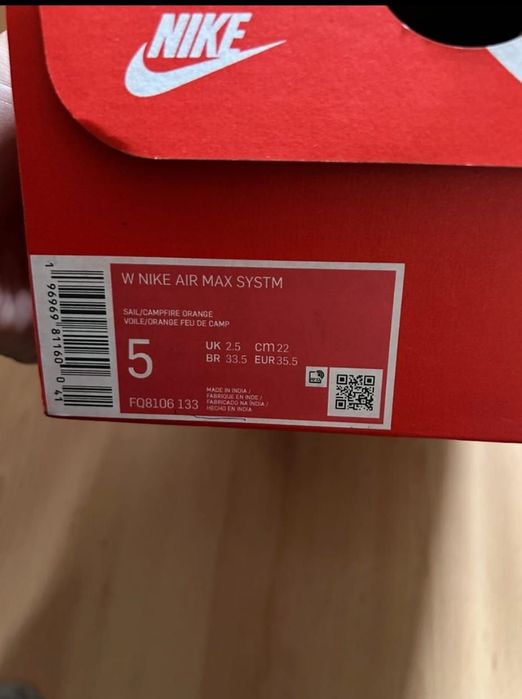 NIKE
W NIKE AIR MAX SYSTM
SAIL/CAMPFIRE ORANGE
VOILE/ORANGE FEU DE CAMP
5
UK 2.5 cm 22
BR 33.5 EUR 35.5
FQ8106 133
MADE IN INDIA /
FABRIQUE EN INDE /
FABRICADO NA ÍNDIA /
HECHO EN INDIA
1 96969 81160 0 41